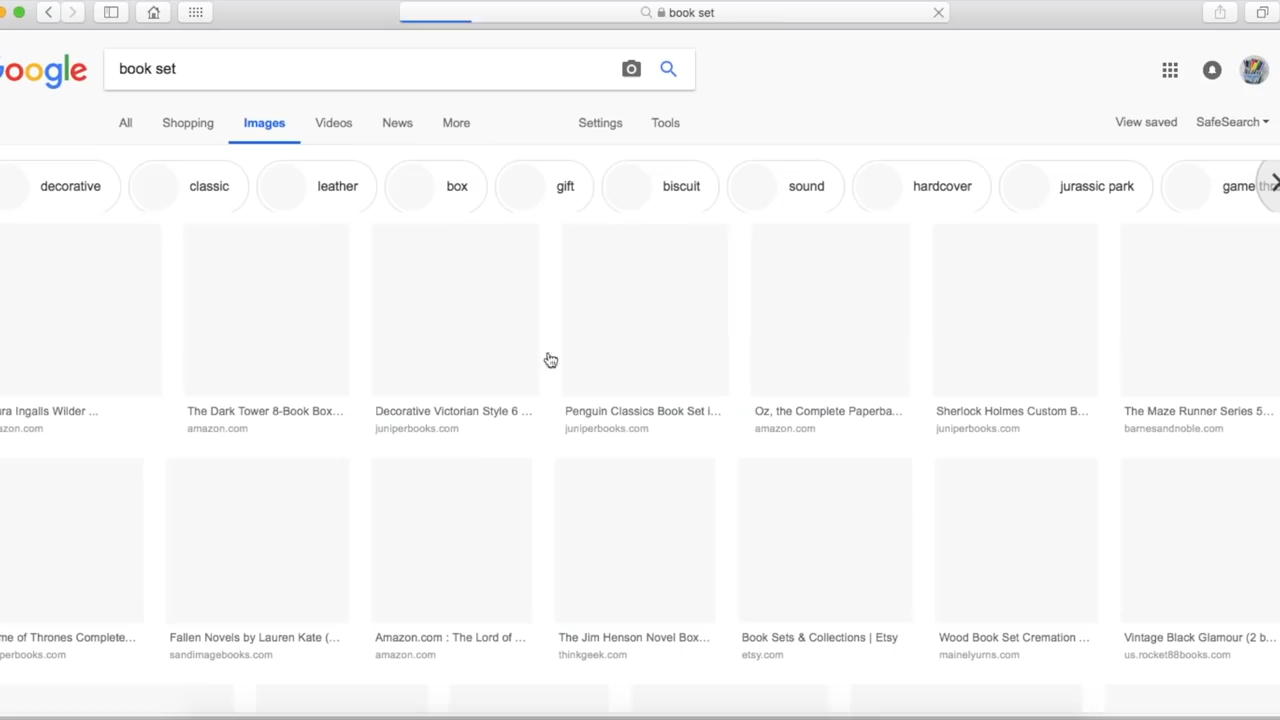 book set
Google
book set
All Shopping Images Videos News More Settings Tools View saved SafeSearch
decorative classic leather box gift biscuit sound hardcover jurassic park game
ra Ingalls Wilder ... The Dark Tower 8-Book Box... Decorative Victorian Style 6 ... Penguin Classics Book Set i... Oz, the Complete Paperba... Sherlock Holmes Custom B... The Maze Runner Series 5...
zon.com amazon.com juniperbooks.com juniperbooks.com amazon.com juniperbooks.com barnesandnoble.com
me of Thrones Complete... Fallen Novels by Lauren Kate (... Amazon.com : The Lord of ... The Jim Henson Novel Box... Book Sets & Collections | Etsy Wood Book Set Cremation ... Vintage Black Glamour (2 b...
perbooks.com sandimagebooks.com amazon.com thinkgeek.com etsy.com mainelyurns.com us.rocket88books.com